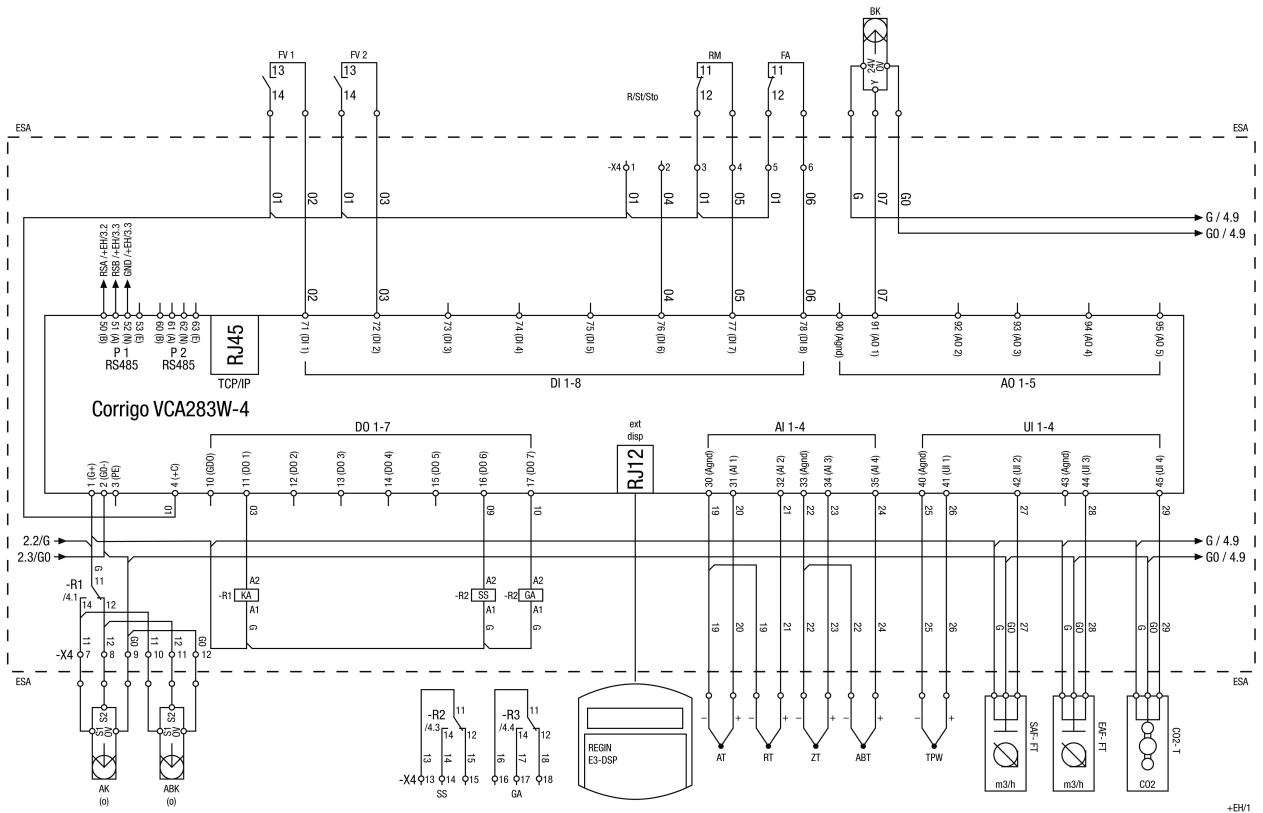 BK
FV 1
FV 2
RM
FA
13
13
11
11
24V
0V
14
14
R/St/Sto
12
12
Y
ESA
ESA
-X4
1
2
3
4
5
6
01
02
01
03
01
04
01
05
01
06
G
07
G0
G / 4.9
G0 / 4.9
RSA /+EH/3.2
RSB /+EH/3.3
GND /+EH/3.3
02
03
04
05
06
07
50 (B)
51 (A)
52 (N)
53 (E)
60 (B)
61 (A)
62 (N)
63 (E)
RJ45
71 (DI 1)
72 (DI 2)
73 (DI 3)
74 (DI 4)
75 (DI 5)
76 (DI 6)
77 (DI 7)
78 (DI 8)
90 (Agnd)
91 (AO 1)
92 (AO 2)
93 (AO 3)
94 (AO 4)
95 (AO 5)
P 1
RS485
P 2
RS485
TCP/IP
DI 1-8
AO 1-5
Corrigo VCA283W-4
DO 1-7
ext
disp
AI 1-4
UI 1-4
1 (G+)
2 (G0-)
3 (PE)
4 (+C)
10 (GDO)
11 (DO 1)
12 (DO 2)
13 (DO 3)
14 (DO 4)
15 (DO 5)
16 (DO 6)
17 (DO 7)
RJ12
30 (Agnd)
31 (AI 1)
32 (AI 2)
33 (Agnd)
34 (AI 3)
35 (AI 4)
40 (Agnd)
41 (UI 1)
42 (UI 2)
43 (Agnd)
44 (UI 3)
45 (UI 4)
01
03
09
10
19
20
21
22
23
24
25
26
27
28
29
2.2/G
G / 4.9
2.3/G0
G0 / 4.9
G
-R1
/4.1
11
14
12
-R1
KA
A2
A1
G
-R2
SS
A2
A1
G
-R2
GA
A2
A1
G
11
12
G0
11
12
G0
19
20
19
21
22
23
22
24
25
26
G
G0
27
G
G0
28
G
G0
29
-X4
7
8
9
10
11
12
ESA
ESA
S1
S2
0V
S1
S2
0V
AK
(o)
ABK
(o)
-R2
/4.3
11
14
12
13
14
15
-X4
13
14
15
SS
-R3
/4.4
11
14
12
16
17
18
16
17
18
GA
REGIN
E3-DSP
–
+
AT
–
+
RT
–
+
ZT
–
+
ABT
–
+
TPW
SAF- FT
m3/h
EAF- FT
m3/h
CO2- T
CO2
+EH/1